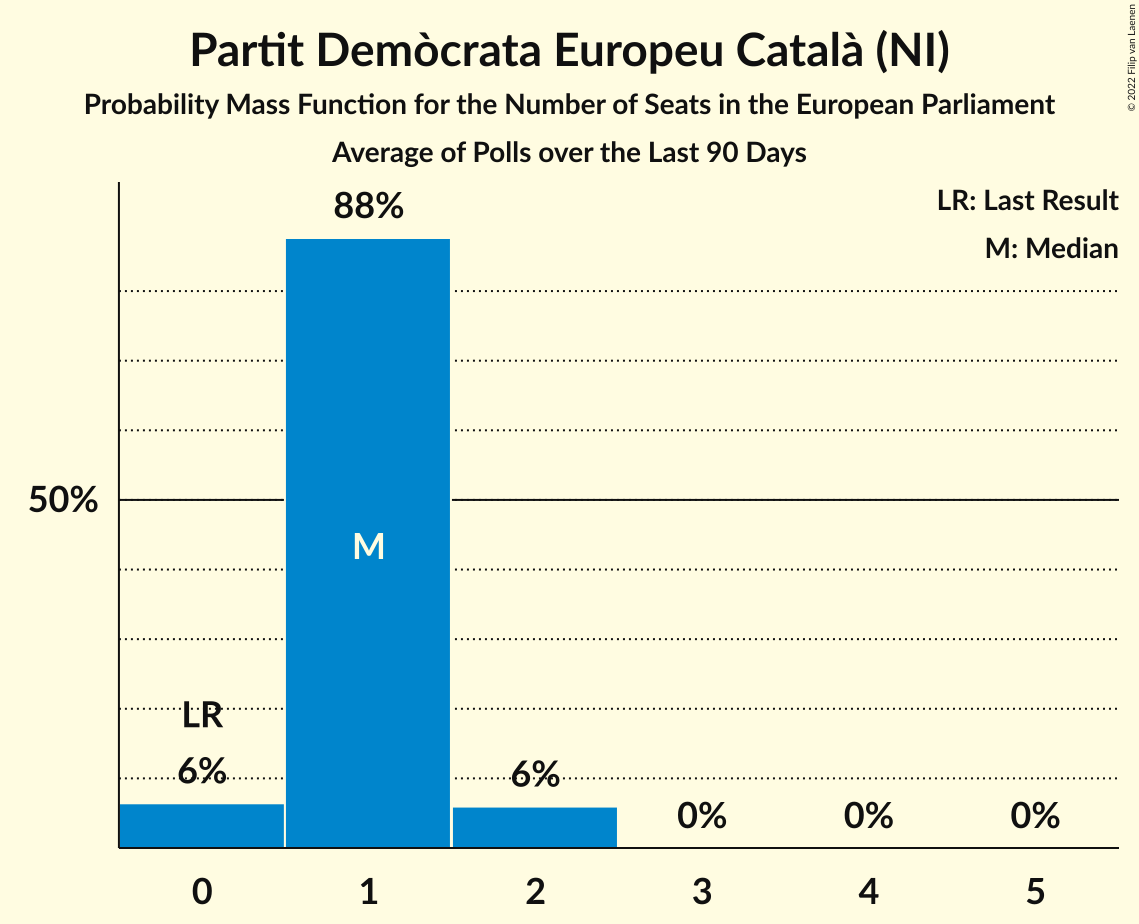 Partit Demòcrata Europeu Català (NI)
Probability Mass Function for the Number of Seats in the European Parliament
Average of Polls over the Last 90 Days
© 2022 Filip van Laenen
LR: Last Result
M: Median
88%
50%
M
LR
6%
6%
0%
0%
0%
0
1
2
3
4
5